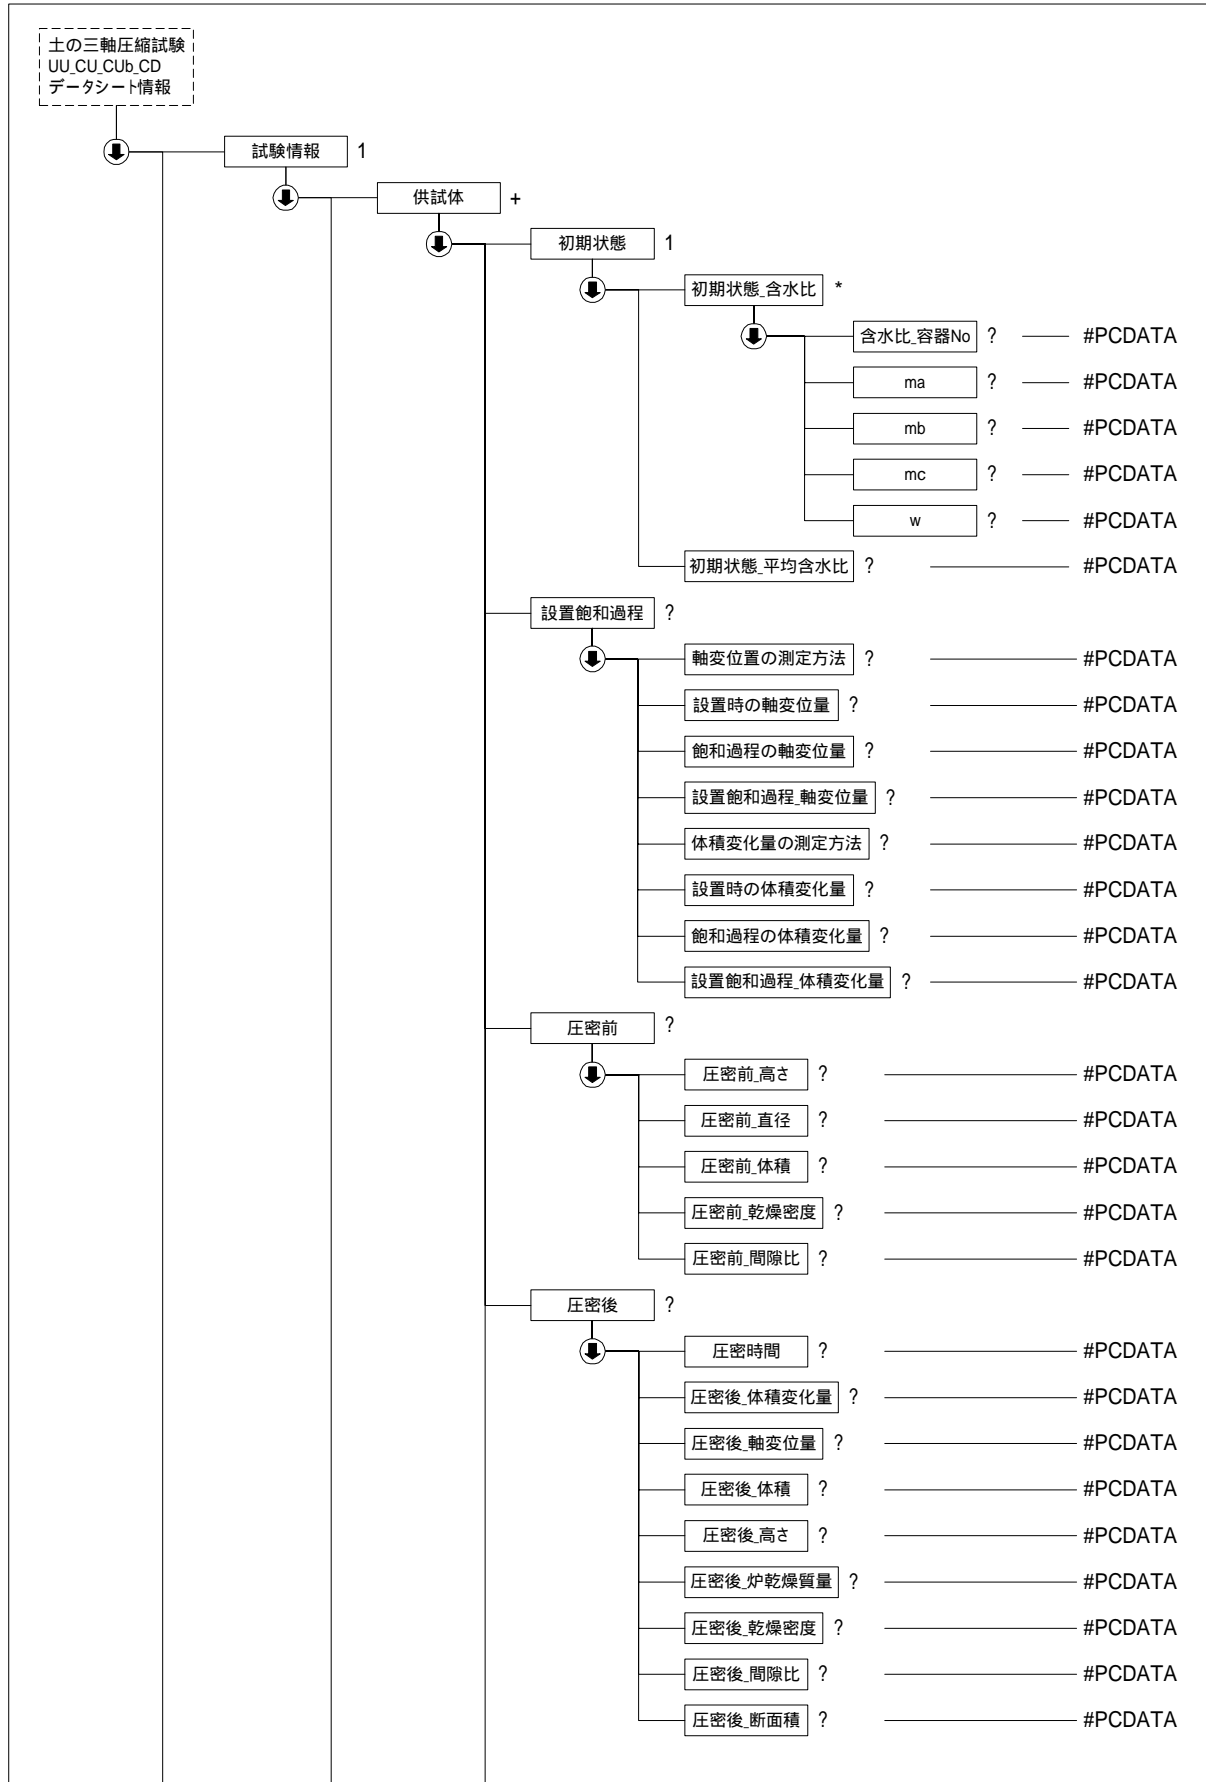 土の三軸圧縮試験
UU_CU_CUb_CD
データシート情報
試験情報 1
供試体 +
初期状態 1
初期状態_含水比 *
含水比_容器No ? #PCDATA
ma ? #PCDATA
mb ? #PCDATA
mc ? #PCDATA
w ? #PCDATA
初期状態_平均含水比 ? #PCDATA
設置飽和過程 ?
軸変位置の測定方法 ? #PCDATA
設置時の軸変位量 ? #PCDATA
飽和過程の軸変位量 ? #PCDATA
設置飽和過程_軸変位量 ? #PCDATA
体積変化量の測定方法 ? #PCDATA
設置時の体積変化量 ? #PCDATA
飽和過程の体積変化量 ? #PCDATA
設置飽和過程_体積変化量 ? #PCDATA
圧密前 ?
圧密前_高さ ? #PCDATA
圧密前_直径 ? #PCDATA
圧密前_体積 ? #PCDATA
圧密前_乾燥密度 ? #PCDATA
圧密前_間隙比 ? #PCDATA
圧密後 ?
圧密時間 ? #PCDATA
圧密後_体積変化量 ? #PCDATA
圧密後_軸変位量 ? #PCDATA
圧密後_体積 ? #PCDATA
圧密後_高さ ? #PCDATA
圧密後_炉乾燥質量 ? #PCDATA
圧密後_乾燥密度 ? #PCDATA
圧密後_間隙比 ? #PCDATA
圧密後_断面積 ? #PCDATA